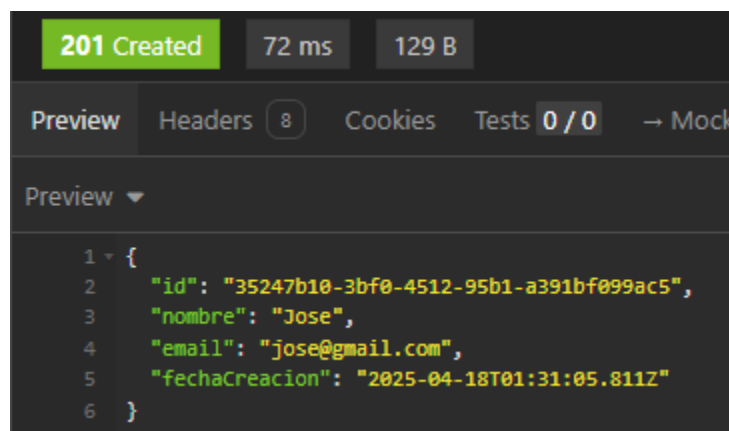 201 Created 72 ms 129 B
Preview Headers 8 Cookies Tests 0 / 0 → Mock
Preview
1 {
2 "id": "35247b10-3bf0-4512-95b1-a391bf099ac5",
3 "nombre": "Jose",
4 "email": "jose@gmail.com",
5 "fechaCreacion": "2025-04-18T01:31:05.811Z"
6 }